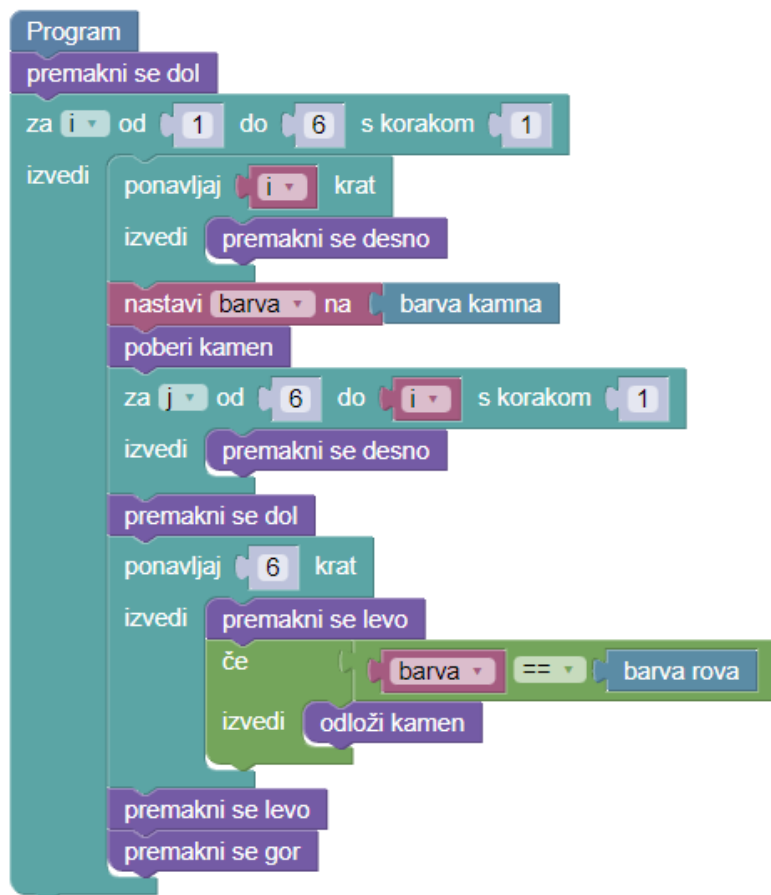 Program
premakni se dol
za i od 1 do 6 s korakom 1
izvedi
ponavljaj i krat
izvedi premakni se desno
nastavi barva na barva kamna
poberi kamen
za j od 6 do i s korakom 1
izvedi premakni se desno
premakni se dol
ponavljaj 6 krat
izvedi premakni se levo
če barva == barva rova
izvedi odloži kamen
premakni se levo
premakni se gor